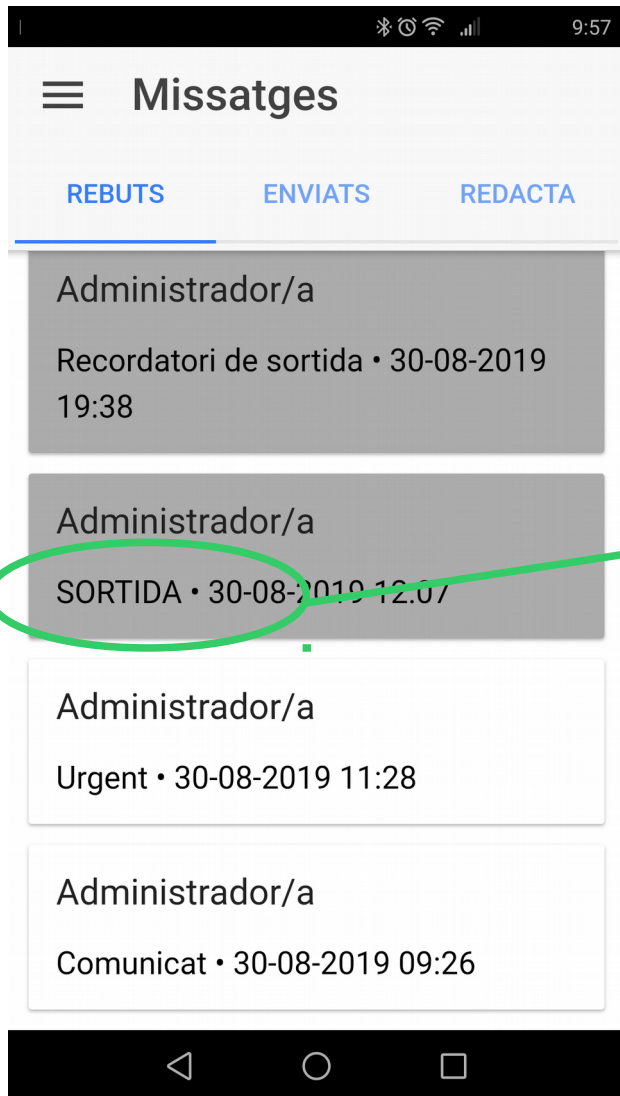 9:57
Missatges
REBUTS ENVIATS REDACTA
Administrador/a
Recordatori de sortida • 30-08-2019
19:38
Administrador/a
SORTIDA • 30-08-2019 12:07
Administrador/a
Urgent • 30-08-2019 11:28
Administrador/a
Comunicat • 30-08-2019 09:26